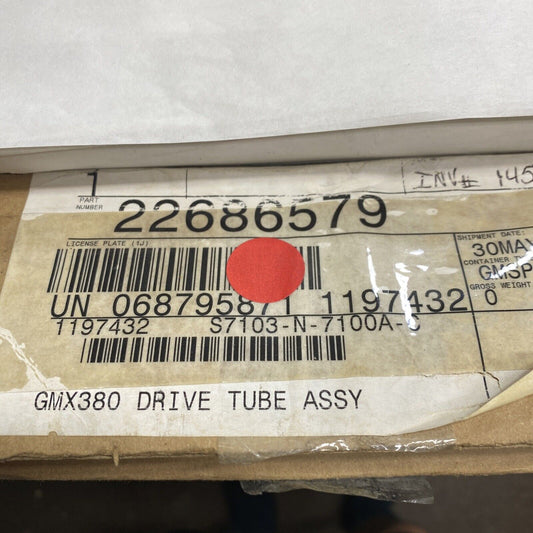 1
INV# 145
PART
NUMBER
22686579
LICENSE PLATE (1J)
SHIPMENT DATE:
30MAY
CONTAINER T
GMSP
GROSS WEIGHT
0
UN 068795871 1197432
1197432 S7103-N-7100A-C
GMX380 DRIVE TUBE ASSY